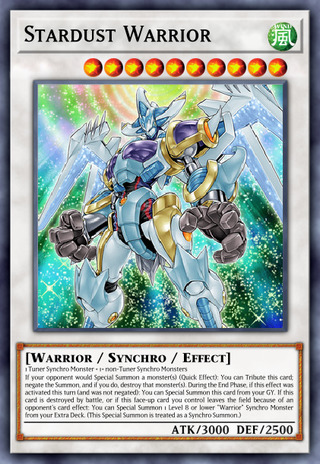 Stardust Warrior
風
[Warrior / Synchro / Effect]
1 Tuner Synchro Monster + 1+ non-Tuner Synchro Monsters
If your opponent would Special Summon a monster(s) (Quick Effect): You can Tribute this card;
negate the Summon, and if you do, destroy that monster(s). During the End Phase, if this effect was
activated this turn (and was not negated): You can Special Summon this card from your GY. If this
card is destroyed by battle, or if this face-up card you control leaves the field because of an
opponent's card effect: You can Special Summon 1 Level 8 or lower "Warrior" Synchro Monster
from your Extra Deck. (This Special Summon is treated as a Synchro Summon.)
ATK/3000 DEF/2500